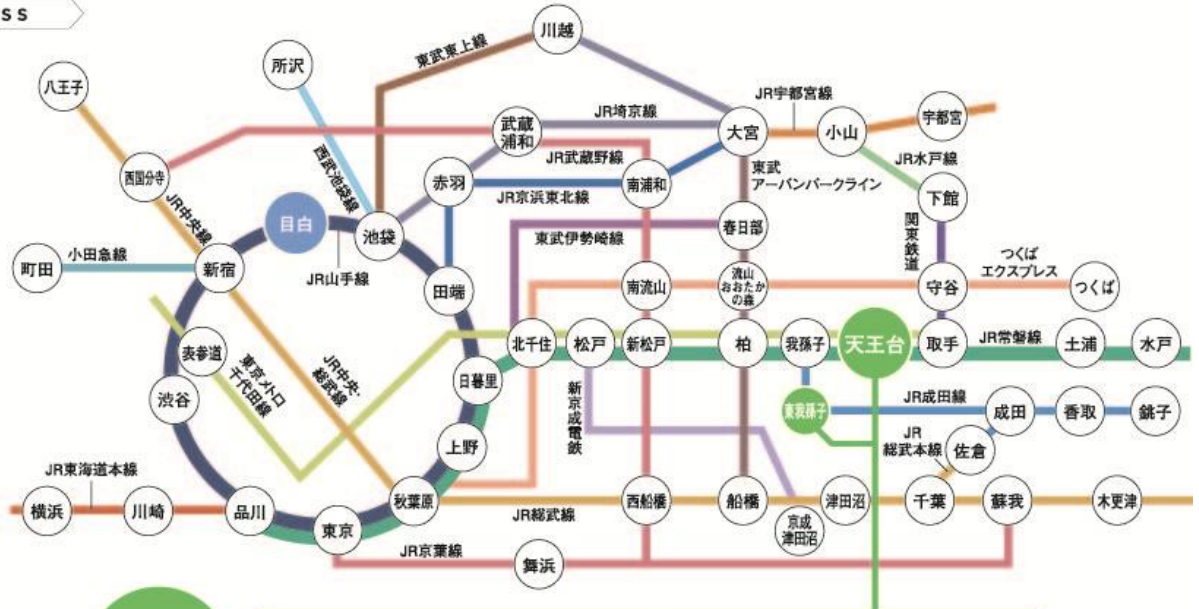 ss
川越
東武東上線
所沢
八王子
JR宇都宮線
JR埼京線
武蔵
浦和
大宮
小山
宇都宮
西武池袋線
JR武蔵野線
東武
アーバンパークライン
JR水戸線
西国分寺
赤羽
JR京浜東北線
南浦和
下館
JR中央線
目白
池袋
東武伊勢崎線
春日部
関東鉄道
町田
小田急線
新宿
JR山手線
田端
南流山
流山
おおたか
の森
守谷
つくば
エクスプレス
つくば
表参道
東京メトロ
千代田線
JR中央・
総武線
北千住
松戸
新松戸
柏
我孫子
天王台
取手
JR常磐線
土浦
水戸
日暮里
渋谷
新京成電鉄
東我孫子
JR成田線
成田
香取
銚子
上野
JR
総武本線
佐倉
JR東海道本線
横浜
川崎
品川
東京
秋葉原
JR総武線
西船橋
船橋
京成
津田沼
津田沼
千葉
蘇我
木更津
JR京葉線
舞浜